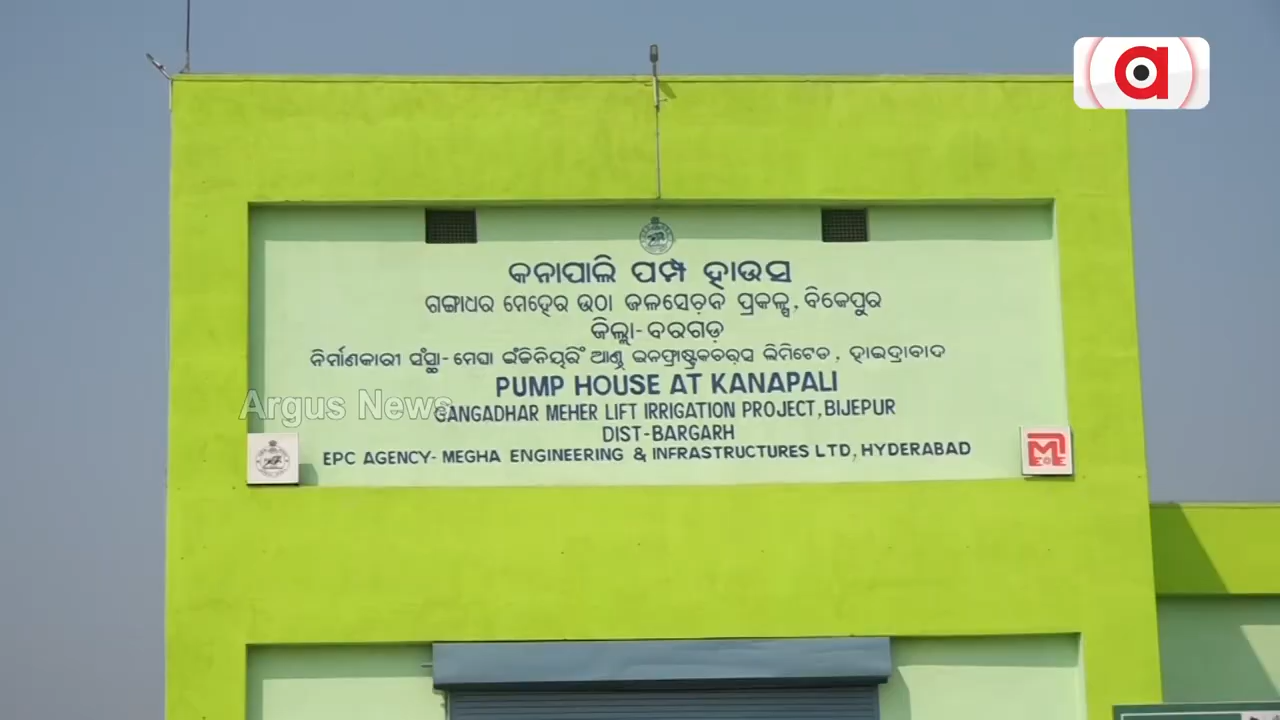 କନାପାଲି ପମ୍ପ ହାଉସ
ଗଙ୍ଗାଧର ମେହେର ଉଠା ଜଳସେଚନ ପ୍ରକଳ୍ପ, ବିଜେପୁର
ଜିଲ୍ଲା- ବରଗଡ଼
ନିର୍ମାଣକାରୀ ସଂସ୍ଥା- ମେଘା ଇଂଜିନିୟରିଂ ଆଣ୍ଡ ଇନଫ୍ରାଷ୍ଟ୍ରକଚରସ ଲିମିଟେଡ, ହାଇଦ୍ରାବାଦ
PUMP HOUSE AT KANAPALI
Argus News
GANGADHAR MEHER LIFT IRRIGATION PROJECT, BIJEPUR
DIST-BARGARH
EPC AGENCY- MEGHA ENGINEERING & INFRASTRUCTURES LTD, HYDERABAD